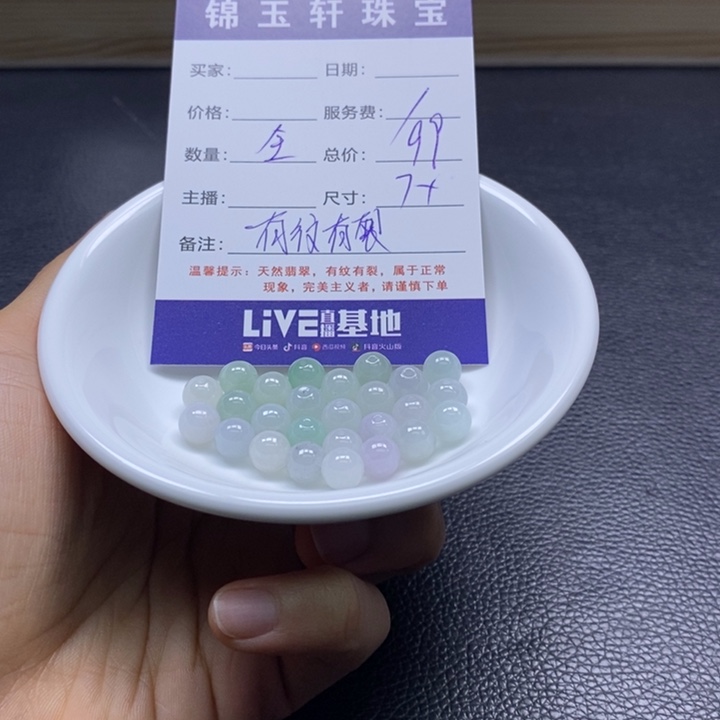 锦玉轩珠宝
买家: 日期:
价格: 服务费:
数量: 全 总价: 199
主播: 尺寸: 7+
备注: 有纹有裂
温馨提示：天然翡翠，有纹有裂，属于正常
现象，完美主义者，请谨慎下单
LIVE直播基地
今日头条 抖音 西瓜视频 抖音火山版